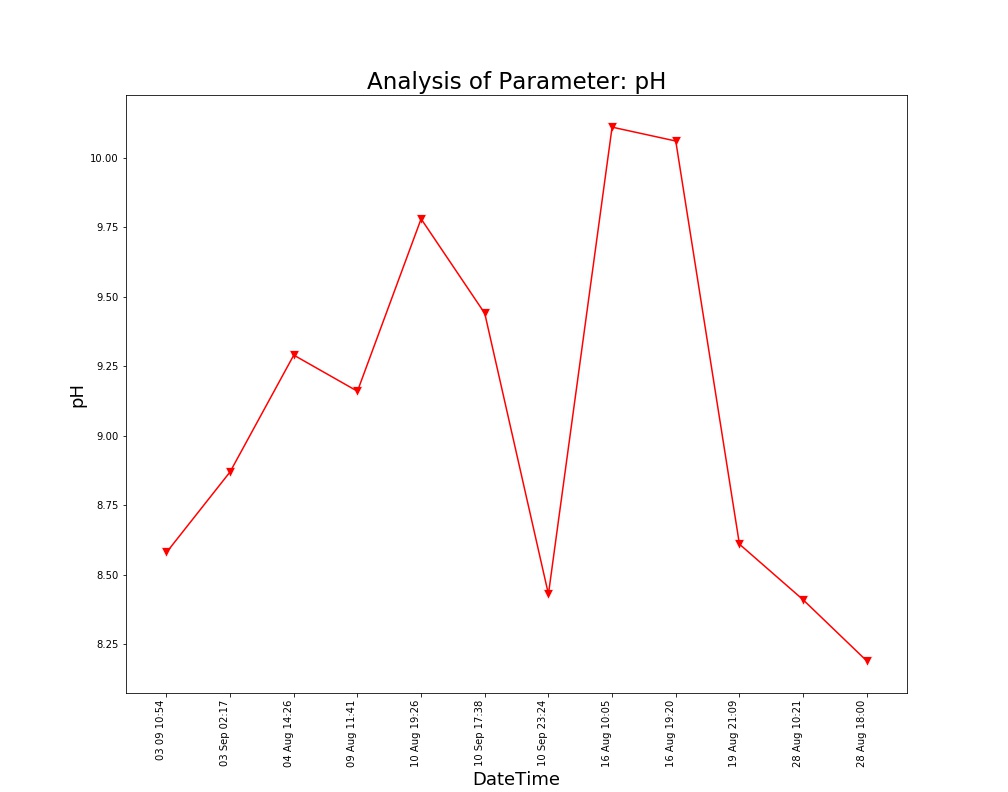 Analysis of Parameter: pH
10.00
9.75
9.50
9.25
9.00
8.75
8.50
8.25
pH
03 09 10:54
03 Sep 02:17
04 Aug 14:26
09 Aug 11:41
10 Aug 19:26
10 Sep 17:38
10 Sep 23:24
16 Aug 10:05
16 Aug 19:20
19 Aug 21:09
28 Aug 10:21
28 Aug 18:00
DateTime